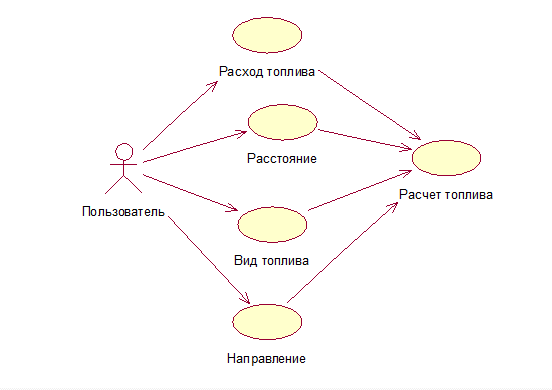 Расход топлива
Расстояние
Расчет топлива
Пользователь
Вид топлива
Направление